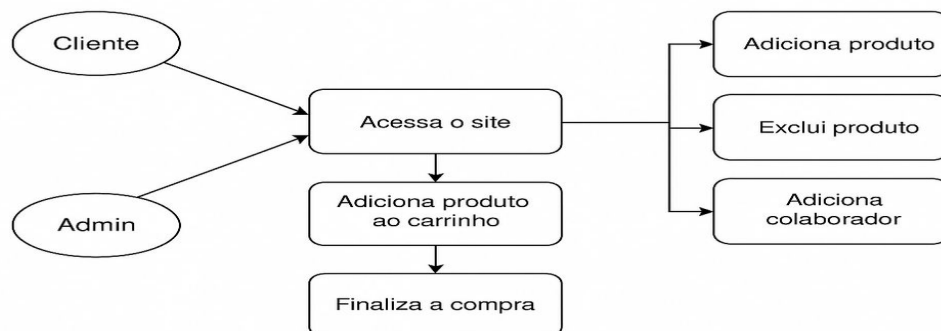 Cliente
Adiciona produto
Acessa o site
Exclui produto
Admin
Adiciona produto
ao carrinho
Adiciona
colaborador
Finaliza a compra